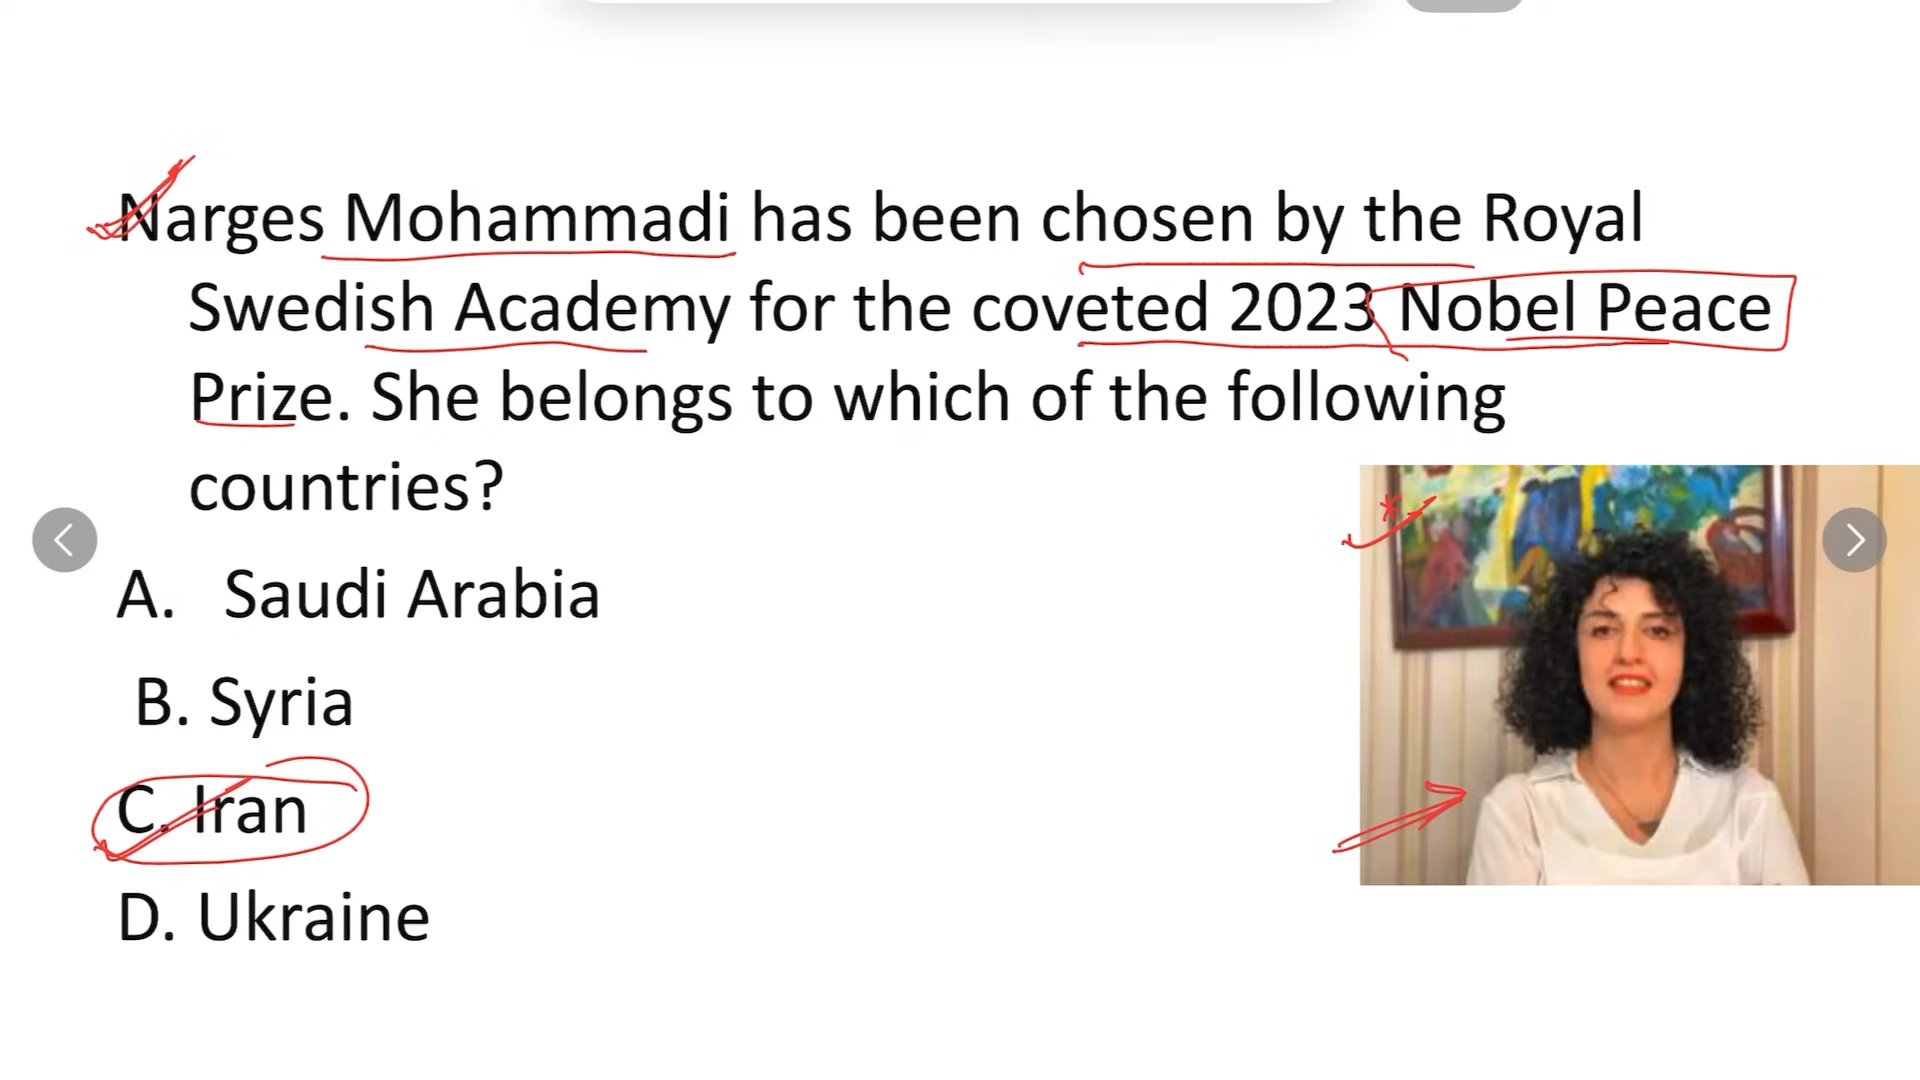 Narges Mohammadi has been chosen by the Royal
Swedish Academy for the coveted 2023 Nobel Peace
Prize. She belongs to which of the following
countries?
A. Saudi Arabia
B. Syria
C. Iran
D. Ukraine